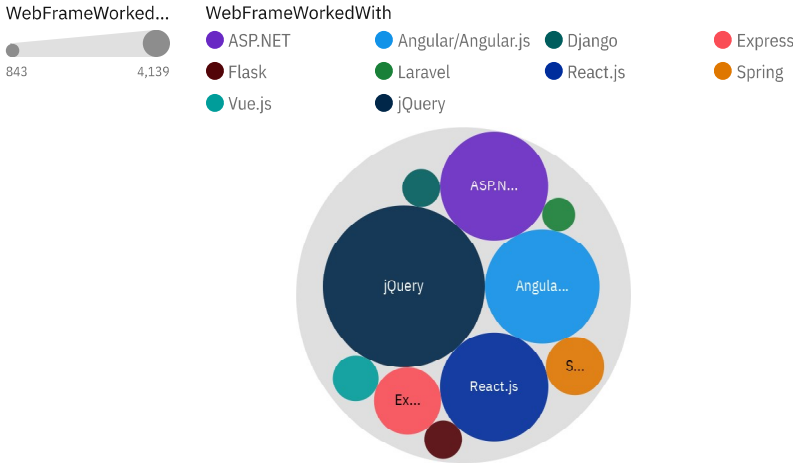 WebFrameWorked...
843
4,139
WebFrameWorkedWith
ASP.NET
Angular/Angular.js
Django
Express
Flask
Laravel
React.js
Spring
Vue.js
jQuery
ASP.N...
jQuery
Angula...
S...
React.js
Ex...